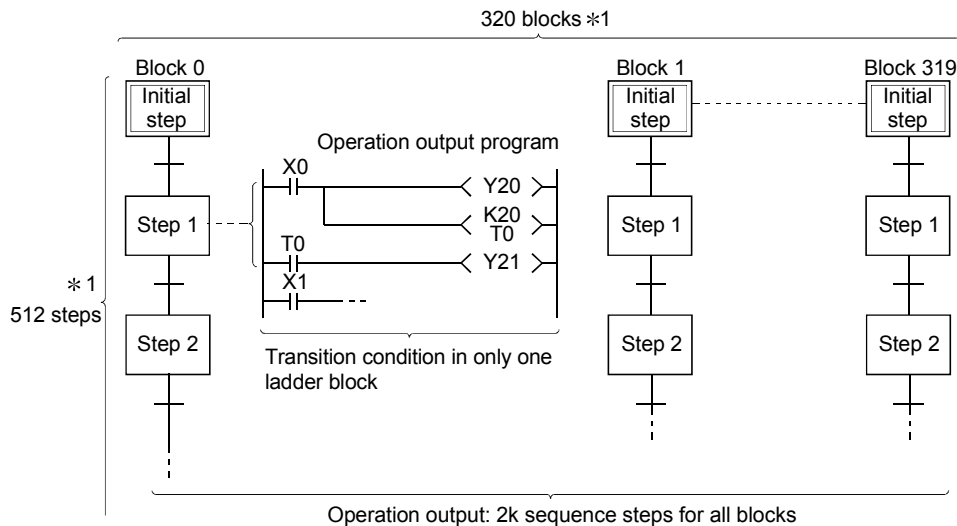 320 blocks *1
Block 0
Block 1
Block 319
Initial
step
Initial
step
Initial
step
Operation output program
X0
Y20
Step 1
K20
T0
T0
Y21
X1
Step 1
Step 1
*1
512 steps
Step 2
Transition condition in only one
ladder block
Step 2
Step 2
Operation output: 2k sequence steps for all blocks